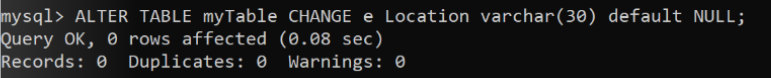 mysql> ALTER TABLE myTable CHANGE e Location varchar(30) default NULL;
Query OK, 0 rows affected (0.08 sec)
Records: 0  Duplicates: 0  Warnings: 0